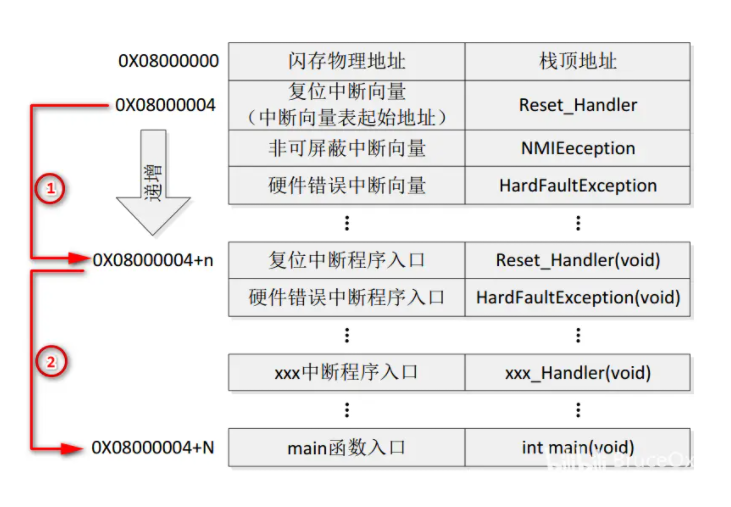 0X08000000 闪存物理地址 栈顶地址
0X08000004 复位中断向量
（中断向量表起始地址） Reset_Handler
非可屏蔽中断向量 NMIEeception
硬件错误中断向量 HardFaultException
递增
①
0X08000004+n 复位中断程序入口 Reset_Handler(void)
硬件错误中断程序入口 HardFaultException(void)
②
xxx中断程序入口 xxx_Handler(void)
0X08000004+N main函数入口 int main(void)
BruceOx